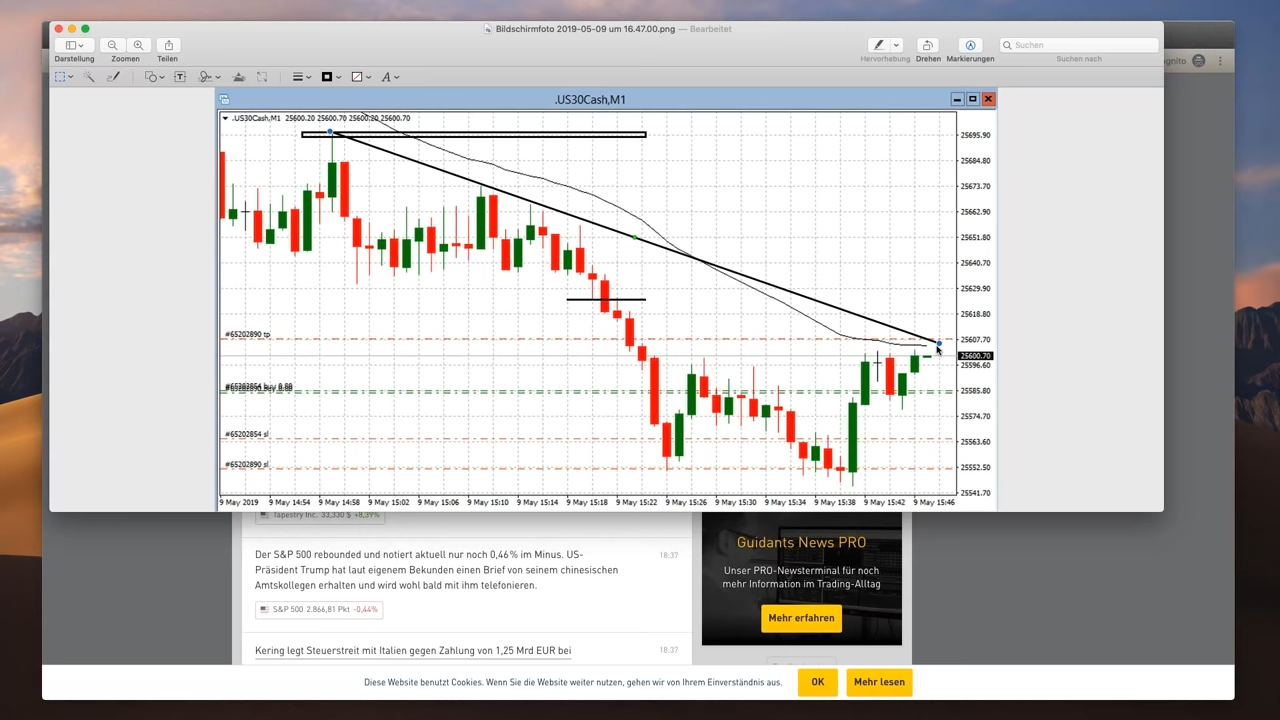 Bildschirmfoto 2019-05-09 um 16.47.00.png — Bearbeitet
Darstellung
Zoomen
Teilen
Hervorhebung
Drehen
Markierungen
Suchen
Suchen nach
.US30Cash,M1
.US30Cash,M1 25600.20 25600.70 25600.20 25600.70
25695.90
25684.80
25673.70
25662.90
25651.80
25640.70
25629.90
25618.80
#65202890 tp
25607.70
25600.70
25596.60
25585.80
25574.70
#65202854 sl
25563.60
#65202890 sl
25552.50
25541.70
9 May 2019
9 May 14:54
9 May 14:58
9 May 15:02
9 May 15:06
9 May 15:10
9 May 15:14
9 May 15:18
9 May 15:22
9 May 15:26
9 May 15:30
9 May 15:34
9 May 15:38
9 May 15:42
9 May 15:46
Tapestry Inc. 33,330 $ +8,39%
Der S&P 500 rebounded und notiert aktuell nur noch 0,46 % im Minus. US-
18:37
Präsident Trump hat laut eigenem Bekunden einen Brief von seinem chinesischen
Amtskollegen erhalten und wird wohl bald mit ihm telefonieren.
S&P 500 2.866,81 Pkt -0,44%
Kering legt Steuerstreit mit Italien gegen Zahlung von 1,25 Mrd EUR bei
18:37
Guidants News PRO
Unser PRO-Newsterminal für noch
mehr Information im Trading-Alltag
Mehr erfahren
Diese Website benutzt Cookies. Wenn Sie die Website weiter nutzen, gehen wir von Ihrem Einverständnis aus.
OK
Mehr lesen